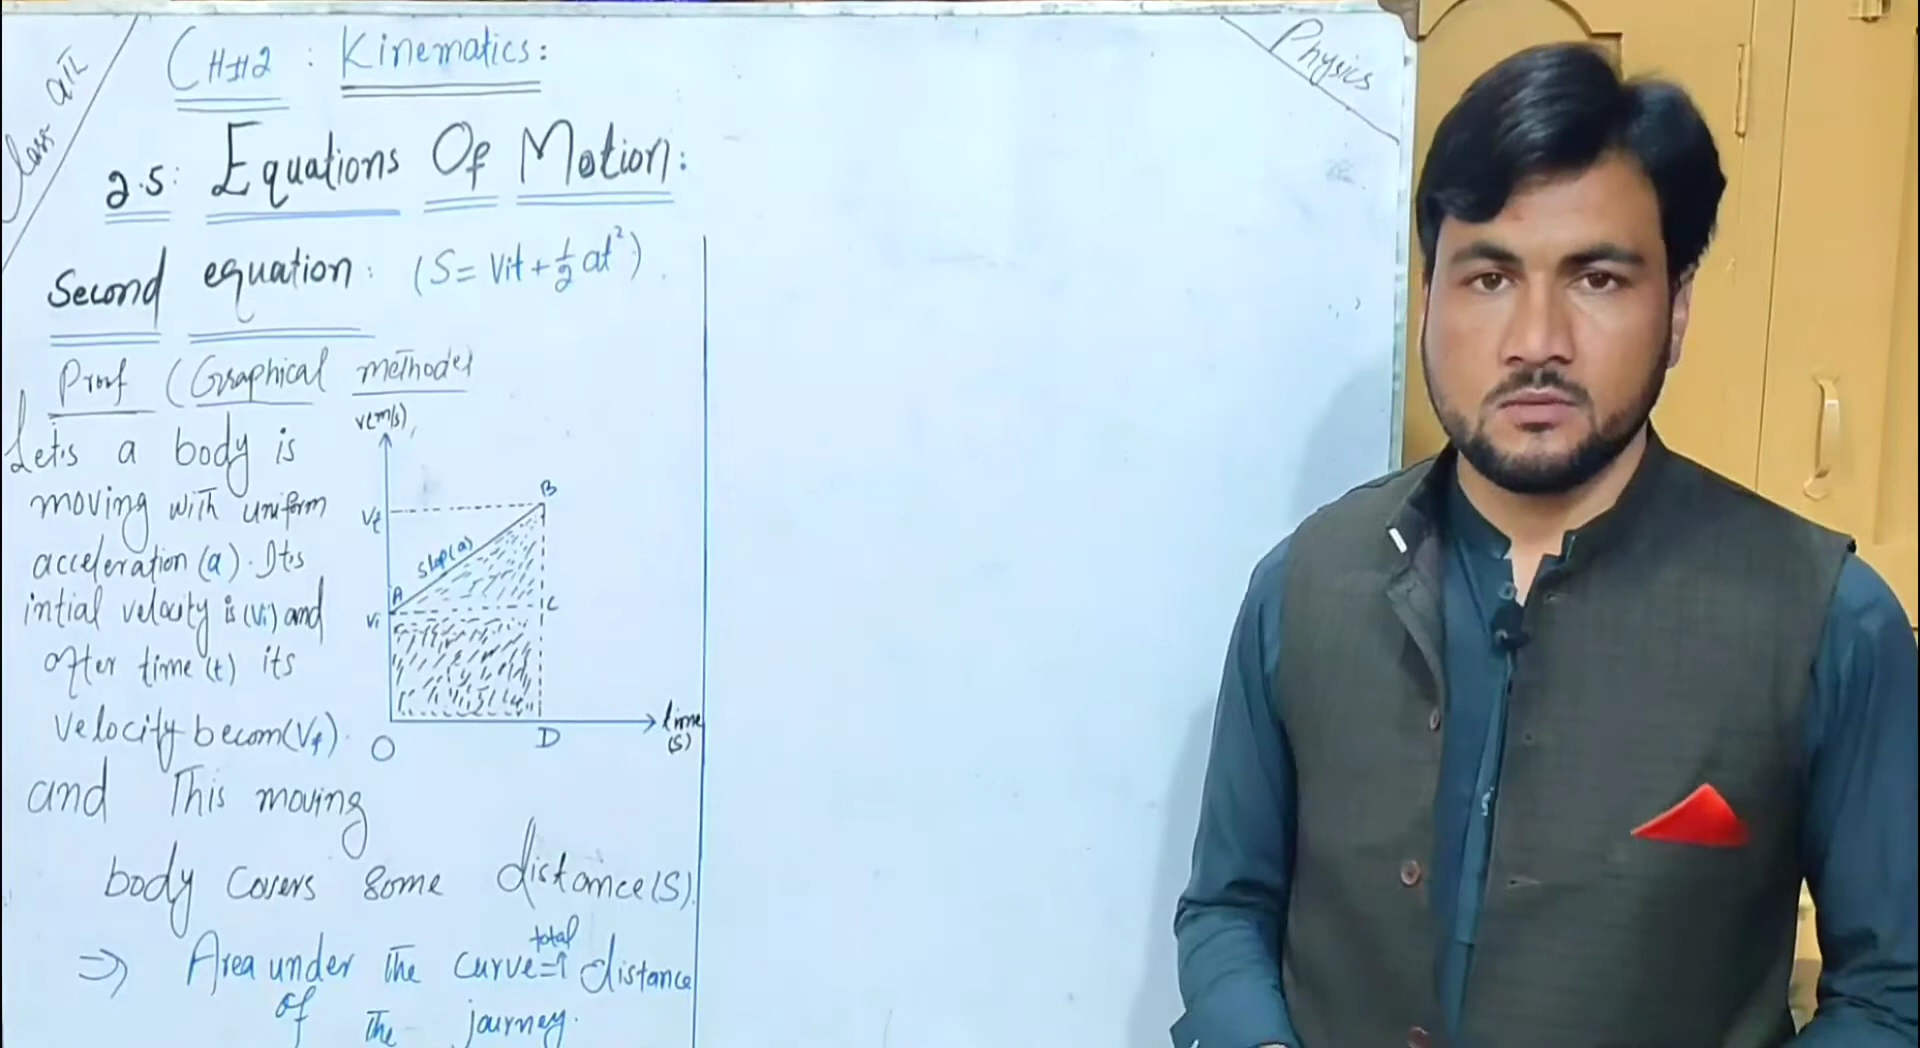 Class 9th
CH#2 : Kinematics:
Physics
2.5: Equations Of Motion:
Second equation: (S = Vit + 1/2 at²)
Proof (Graphical method)
Let,s a body is
moving with uniform
acceleration (a). It,s
intial velocity is (Vi) and
after time (t) its
velocity becom (Vf).
and This moving
body covers some distance (S).
⇒ Area under The curve = total distance
of The journey.
v(m/s)
B
Vf
slop(a)
A
C
Vi
O
D
time
(s)